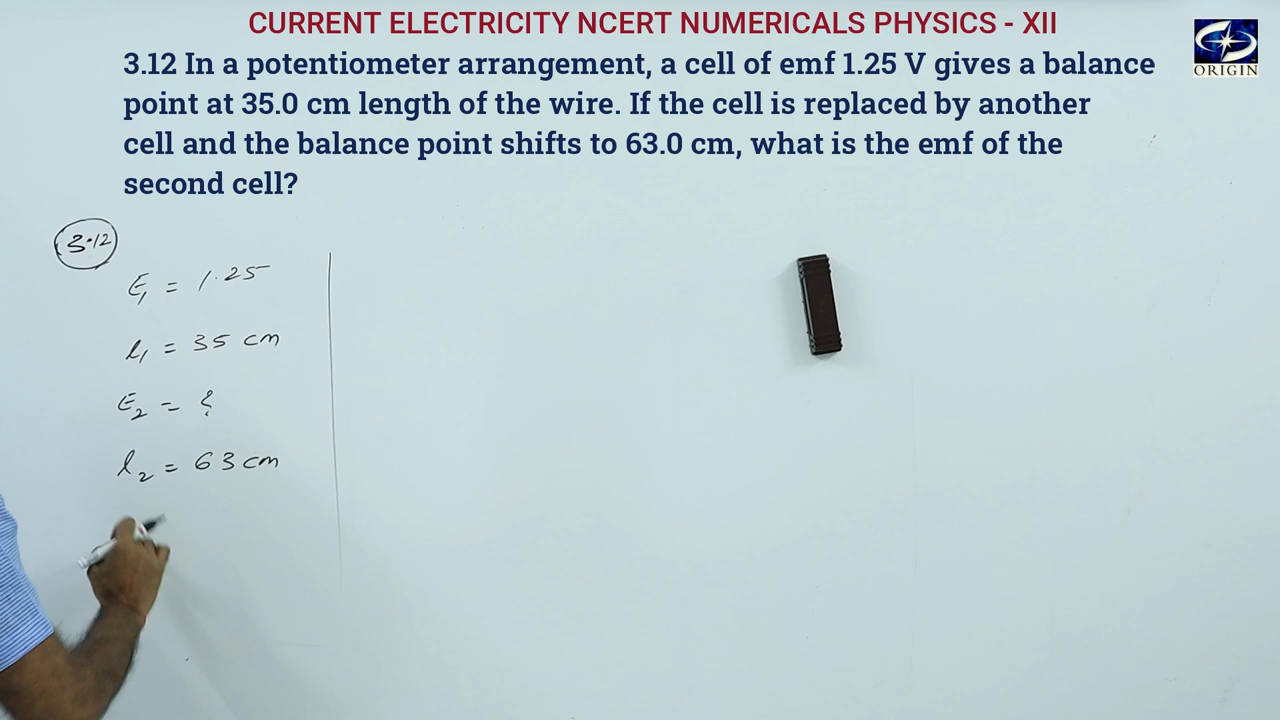 CURRENT ELECTRICITY NCERT NUMERICALS PHYSICS - XII
ORIGIN
3.12 In a potentiometer arrangement, a cell of emf 1.25 V gives a balance
point at 35.0 cm length of the wire. If the cell is replaced by another
cell and the balance point shifts to 63.0 cm, what is the emf of the
second cell?
3.12
E₁ = 1.25
l₁ = 35 cm
E₂ = ?
l₂ = 63 cm